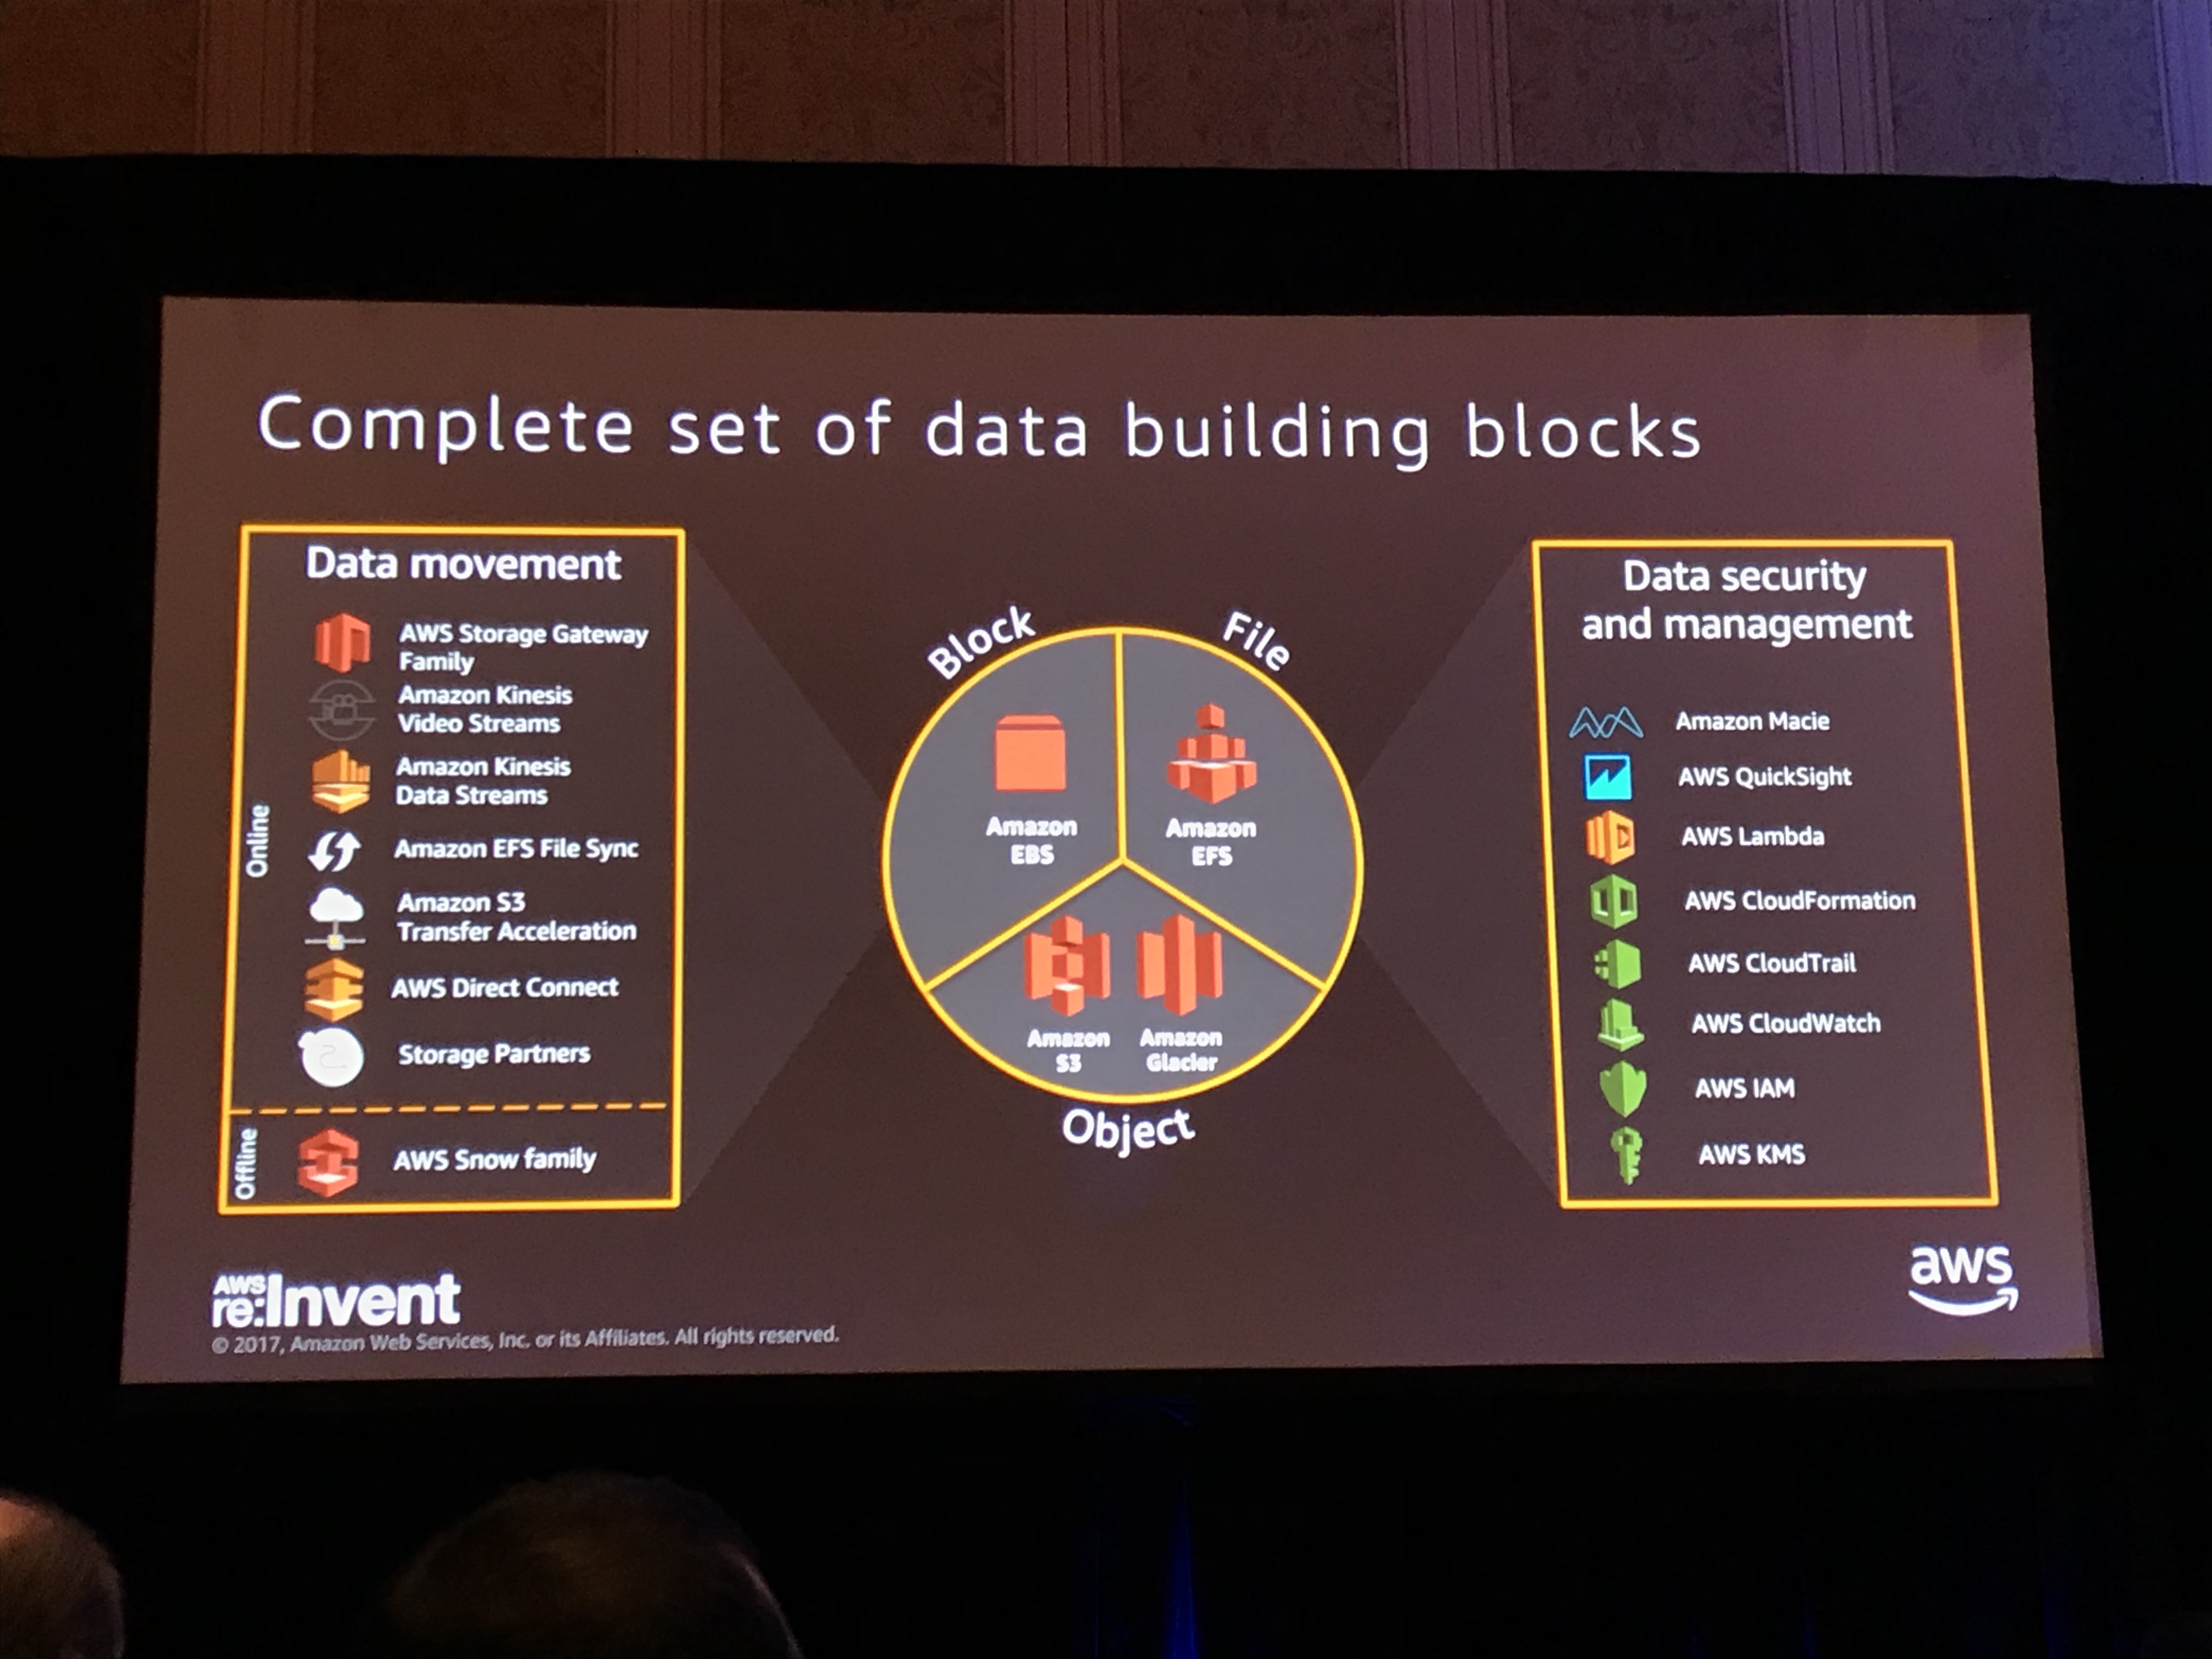 Complete set of data building blocks
Data movement
Online
AWS Storage Gateway
Family
Amazon Kinesis
Video Streams
Amazon Kinesis
Data Streams
Amazon EFS File Sync
Amazon S3
Transfer Acceleration
AWS Direct Connect
Storage Partners
Offline
AWS Snow family
Block
File
Amazon
EBS
Amazon
EFS
Amazon
S3
Amazon
Glacier
Object
Data security
and management
Amazon Macie
AWS QuickSight
AWS Lambda
AWS CloudFormation
AWS CloudTrail
AWS CloudWatch
AWS IAM
AWS KMS
AWS
re:Invent
© 2017, Amazon Web Services, Inc. or its Affiliates. All rights reserved.
aws